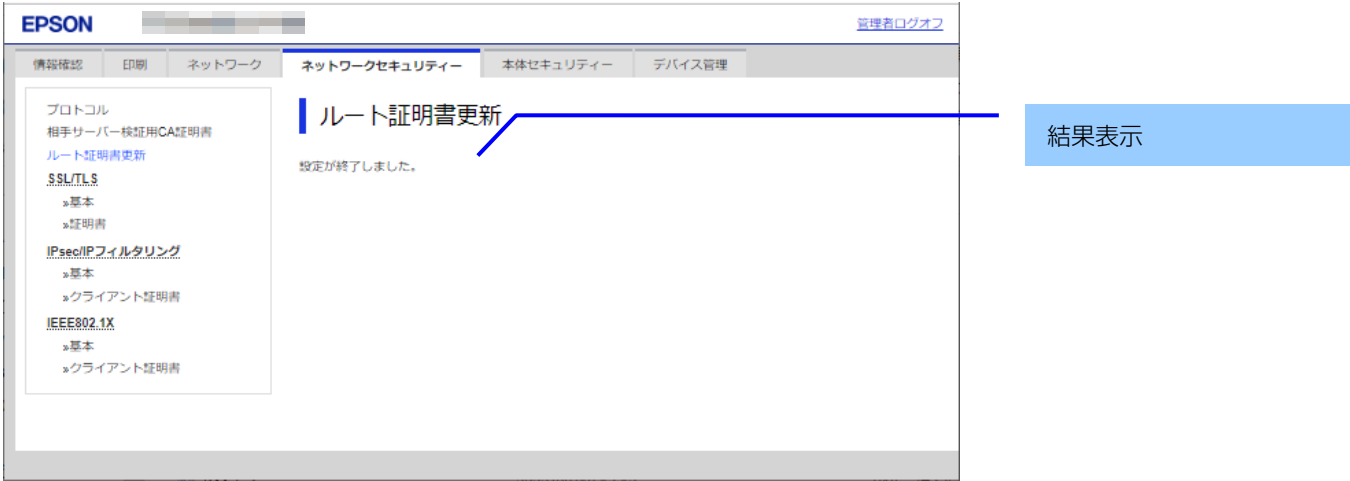 EPSON
管理者ログオフ
情報確認 印刷 ネットワーク ネットワークセキュリティー 本体セキュリティー デバイス管理
プロトコル
相手サーバー検証用CA証明書
ルート証明書更新
SSL/TLS
»基本
»証明書
IPsec/IPフィルタリング
»基本
»クライアント証明書
IEEE802.1X
»基本
»クライアント証明書
ルート証明書更新
設定が終了しました。
結果表示